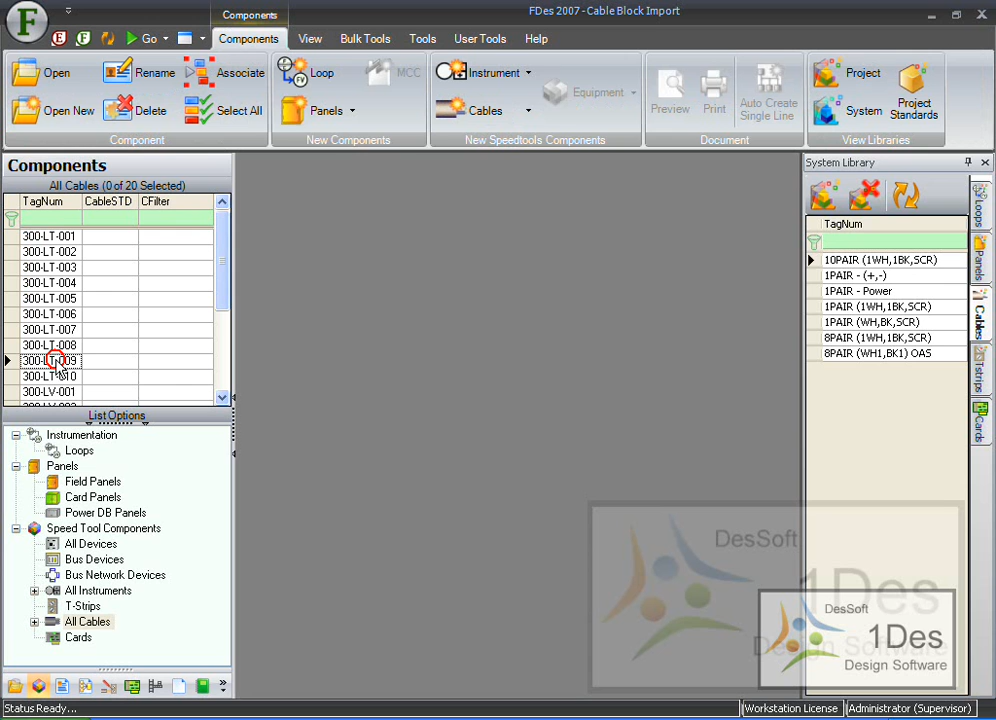 Components
FDes 2007 - Cable Block Import
F
E F Go Components View Bulk Tools Tools User Tools Help
Open Rename Associate Loop MCC Instrument Equipment Preview Print Auto Create Single Line Project Project Standards
Open New Delete Select All Panels Cables System
Component New Components New Speedtools Components Document View Libraries
Components
All Cables (0 of 20 Selected)
TagNum CableSTD CFilter
300-LT-001
300-LT-002
300-LT-003
300-LT-004
300-LT-005
300-LT-006
300-LT-007
300-LT-008
300-LT-009
300-LT-010
300-LV-001
List Options
Instrumentation
Loops
Panels
Field Panels
Card Panels
Power DB Panels
Speed Tool Components
All Devices
Bus Devices
Bus Network Devices
All Instruments
T-Strips
All Cables
Cards
System Library
TagNum
10PAIR (1WH,1BK,SCR)
1PAIR - (+,-)
1PAIR - Power
1PAIR (1WH,1BK,SCR)
1PAIR (WH,BK,SCR)
8PAIR (1WH,1BK,SCR)
8PAIR (WH1,BK1) OAS
Loops
Panels
Cables
Tstrips
Cards
DesSoft
1Des
Design Software
DesSoft
1Des
Design Software
Status Ready... Workstation License Administrator (Supervisor)